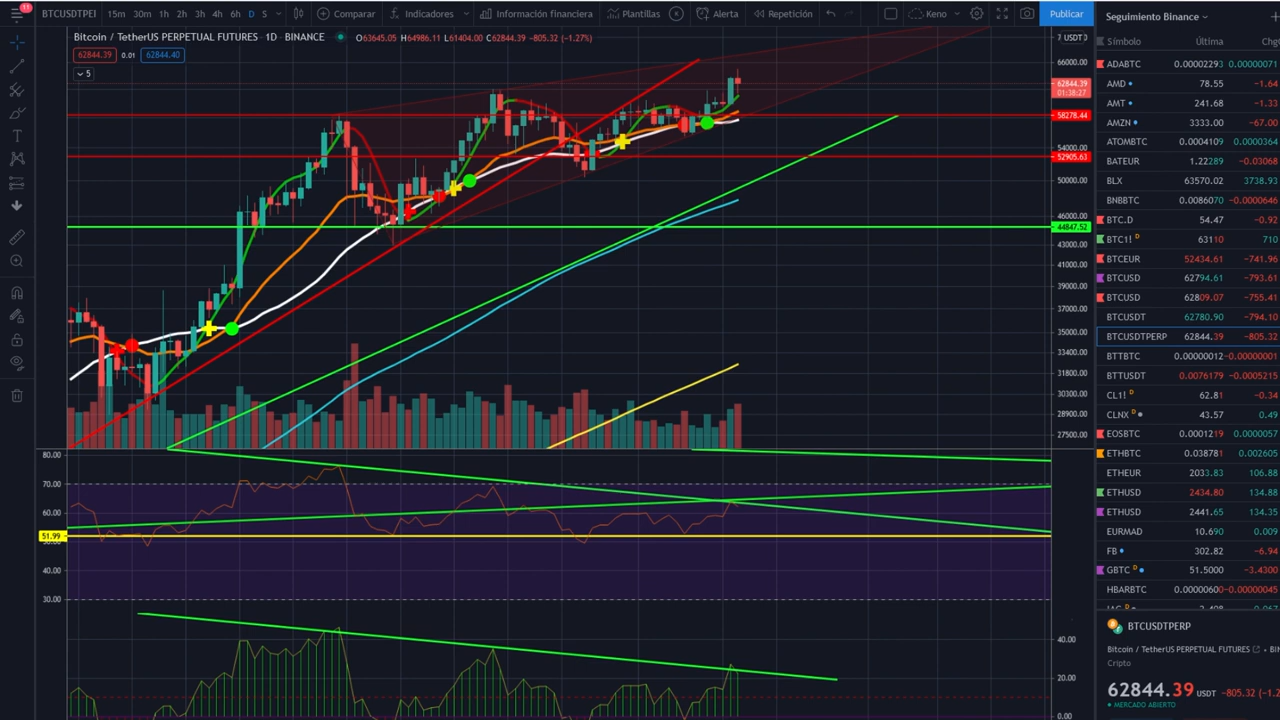 11
BTCUSDTPEI 15m 30m 1h 2h 3h 4h 6h D S Comparar Indicadores Información financiera Plantillas Alerta Repetición Keno Publicar
Bitcoin / TetherUS PERPETUAL FUTURES · 1D · BINANCE O63645.05 H64986.11 L61404.00 C62844.39 −805.32 (−1.27%)
62844.39 0.01 62844.40
5
USDT
66000.00
62844.39
01:38:27
58278.44
54000.00
52905.63
50000.00
46000.00
44847.52
43000.00
41000.00
39000.00
37000.00
35000.00
33400.00
31800.00
30300.00
28900.00
27500.00
80.00
70.00
60.00
51.99
50.00
40.00
30.00
40.00
20.00
0.00
Seguimiento Binance
Símbolo Última Chg
ADABTC 0.00002293 0.00000071
AMD 78.55 −1.64
AMT 241.68 −1.33
AMZN 3333.00 −67.00
ATOMBTC 0.0004191 0.0000364
BATEUR 1.22289 −0.03068
BLX 63570.02 3738.93
BNBBTC 0.0086070 −0.0000646
BTC.D 54.47 −0.92
BTC1! D 63110 710
BTCEUR 52434.61 −741.96
BTCUSD 62794.61 −793.61
BTCUSD 62809.07 −755.41
BTCUSDT 62780.90 −794.10
BTCUSDTPERP 62844.39 −805.32
BTTBTC 0.00000012 −0.0000001
BTTUSDT 0.0076179 −0.0005215
CL1! D 62.81 −0.34
CLNX D 43.57 0.49
EOSBTC 0.0001219 0.0000057
ETHBTC 0.038781 0.002605
ETHEUR 2033.83 106.88
ETHUSD 2434.80 134.88
ETHUSD 2441.65 134.35
EURMAD 10.690 0.009
FB 302.82 −6.94
GBTC D 51.5000 −3.4300
HBARBTC 0.00000600 −0.00000045
BTCUSDTPERP
Bitcoin / TetherUS PERPETUAL FUTURES • BIN
Cripto
62844.39 USDT −805.32 (−1.2
MERCADO ABIERTO